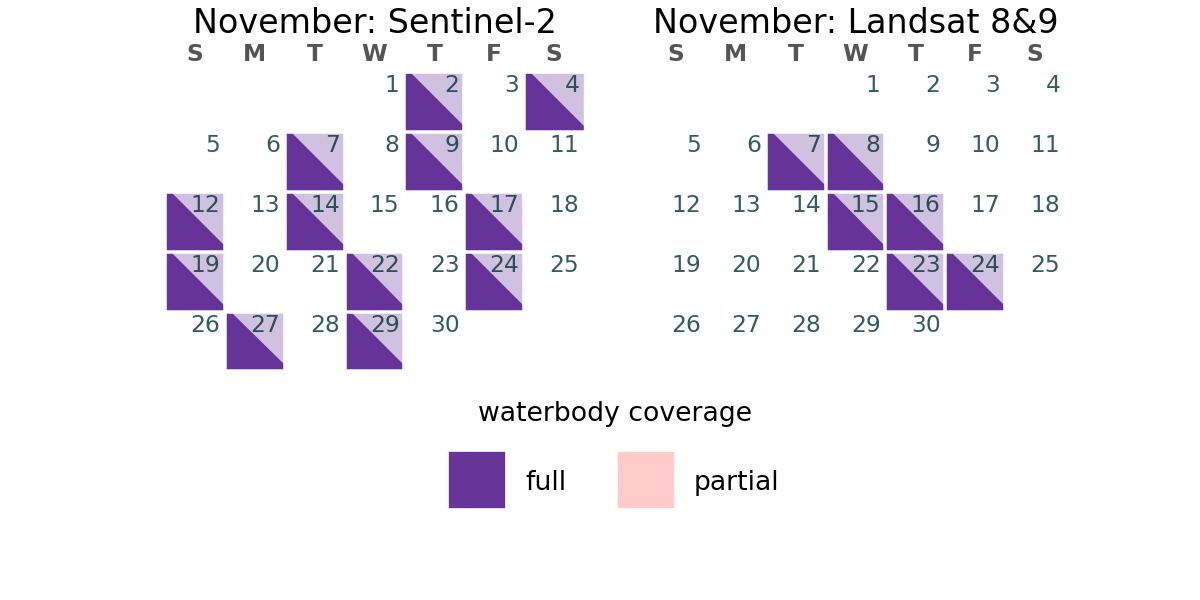 November: Sentinel-2
S M T W T F S
1 2 3 4
5 6 7 8 9 10 11
12 13 14 15 16 17 18
19 20 21 22 23 24 25
26 27 28 29 30
November: Landsat 8&9
S M T W T F S
1 2 3 4
5 6 7 8 9 10 11
12 13 14 15 16 17 18
19 20 21 22 23 24 25
26 27 28 29 30
waterbody coverage
full partial